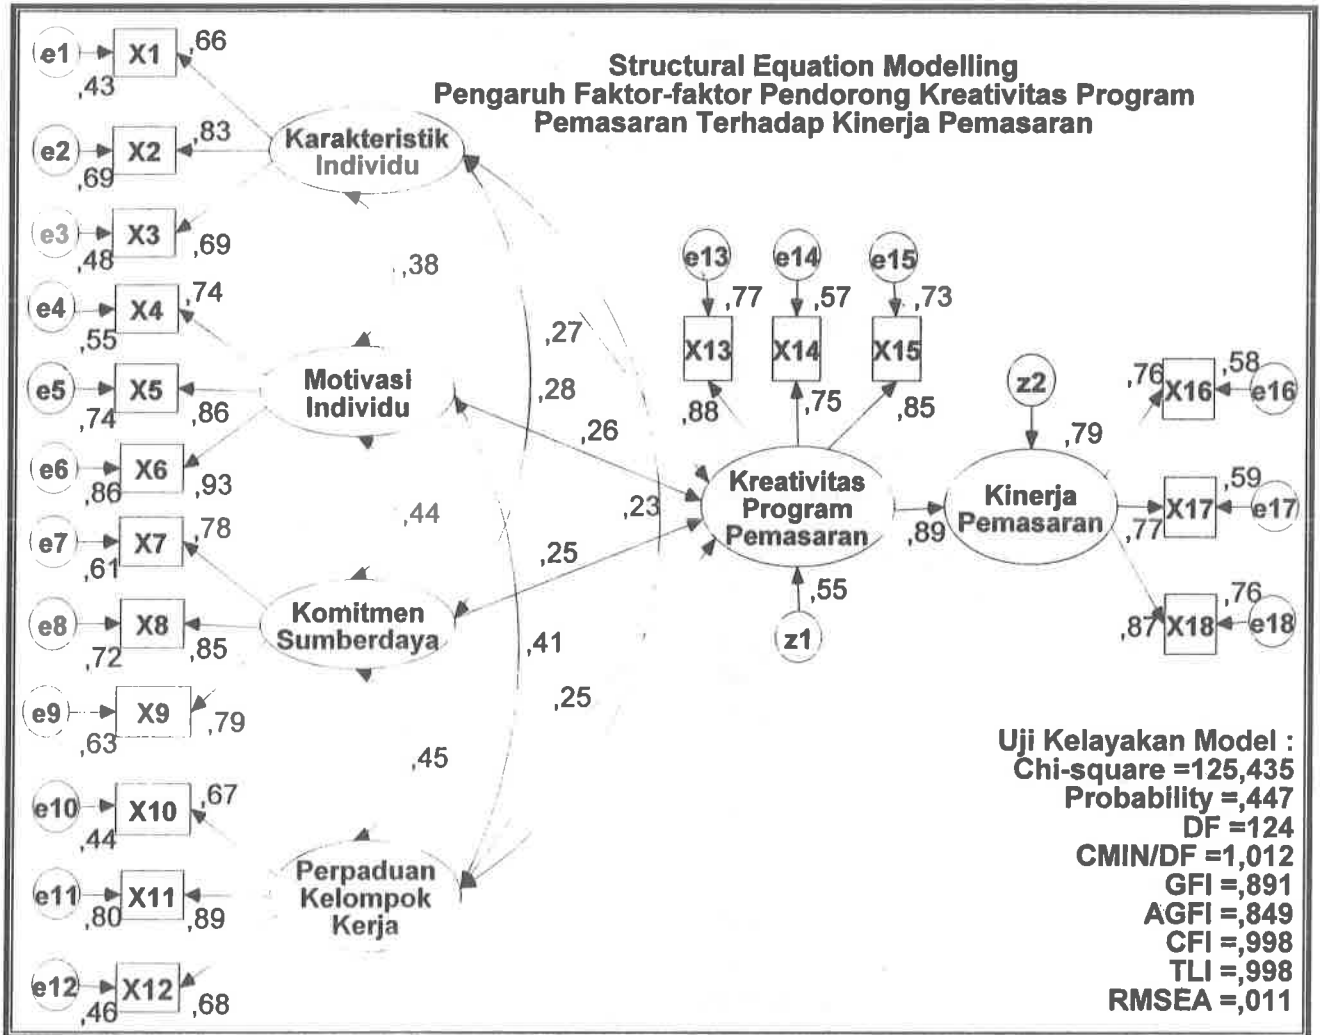 Structural Equation Modelling
Pengaruh Faktor-faktor Pendorong Kreativitas Program
Pemasaran Terhadap Kinerja Pemasaran
e1
X1
,66
,43
e2
X2
,83
,69
e3
X3
,69
,48
e4
X4
,74
,55
e5
X5
,86
,74
e6
X6
,93
,86
e7
X7
,78
,61
e8
X8
,85
,72
e9
X9
,79
,63
e10
X10
,67
,44
e11
X11
,89
,80
e12
X12
,68
,46
Karakteristik
Individu
,38
Motivasi
Individu
,44
Komitmen
Sumberdaya
,45
Perpaduan
Kelompok
Kerja
,27
,28
,26
,23
,25
,41
,25
e13
e14
e15
,77
,57
,73
X13
X14
X15
,88
,75
,85
Kreativitas
Program
Pemasaran
,55
z1
,89
z2
,79
Kinerja
Pemasaran
,76
X16
,58
e16
,77
X17
,59
e17
,87
X18
,76
e18
Uji Kelayakan Model :
Chi-square =125,435
Probability =,447
DF =124
CMIN/DF =1,012
GFI =,891
AGFI =,849
CFI =,998
TLI =,998
RMSEA =,011